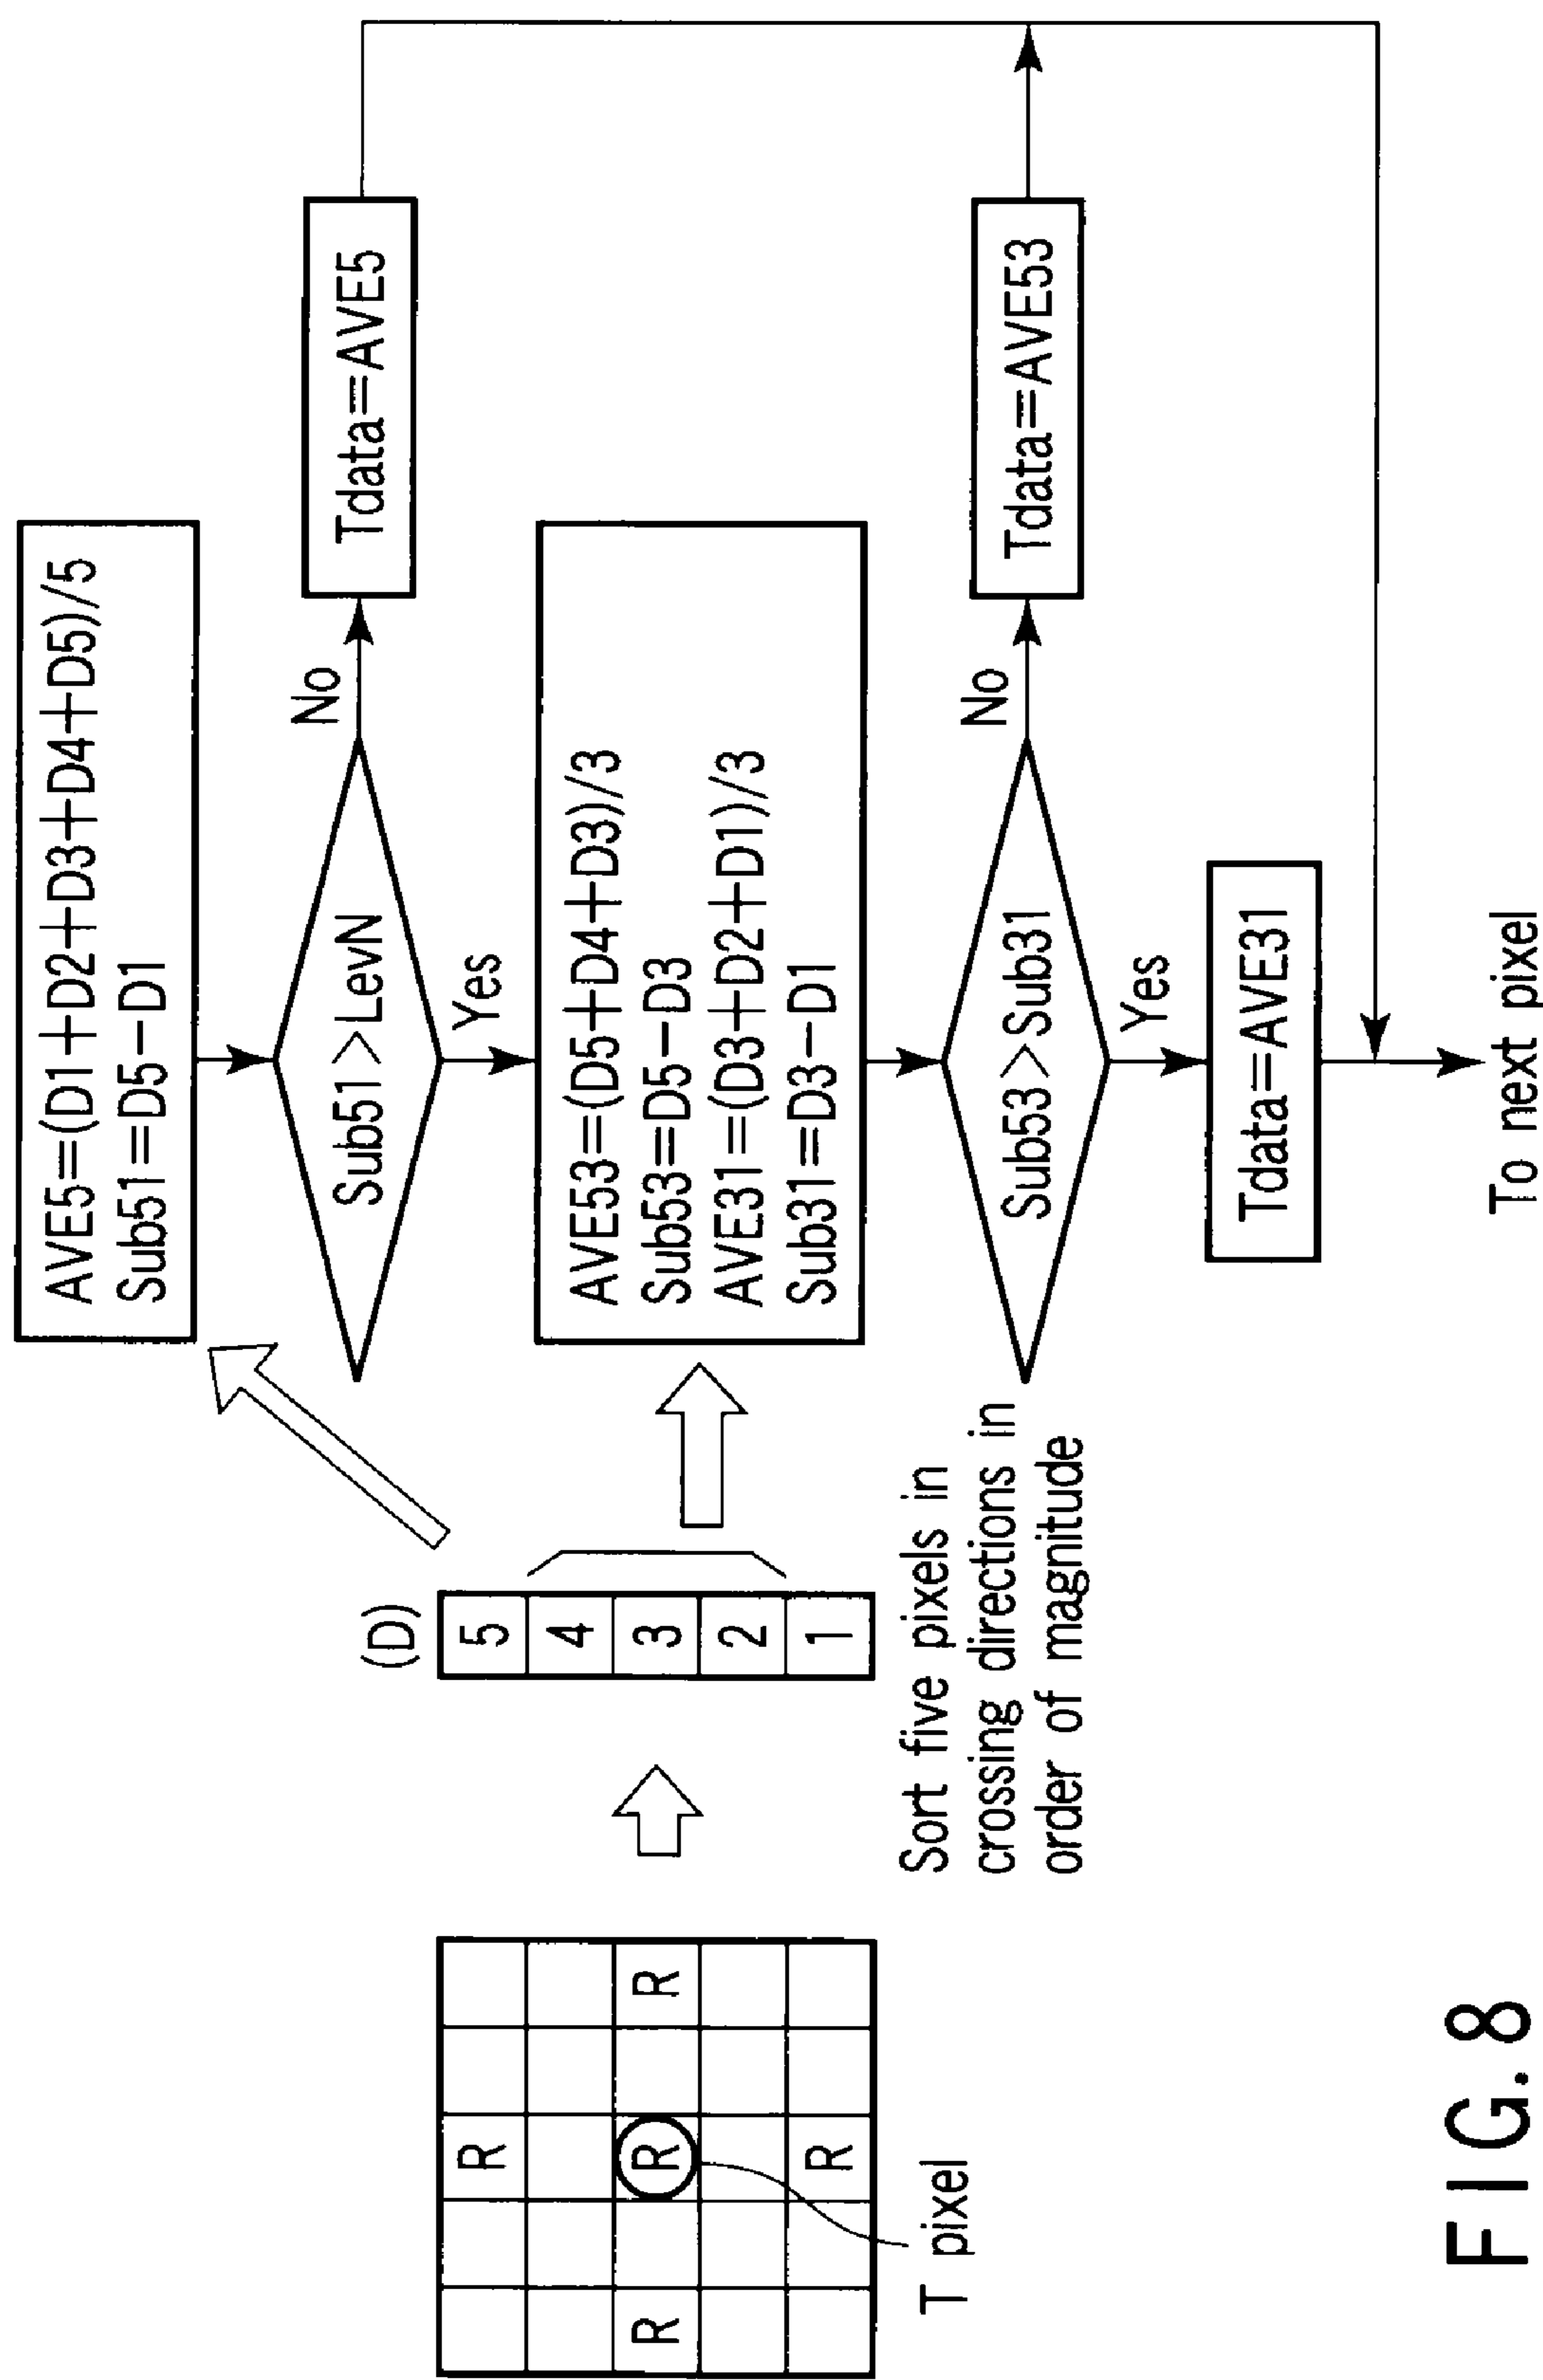 R
R
R
R
R
T pixel
(D)
5
4
3
2
1
Sort five pixels in
crossing directions in
order of magnitude
AVE5=(D1+D2+D3+D4+D5)/5
Sub51=D5-D1
Sub51>LevN
No
Tdata=AVE5
Yes
AVE53=(D5+D4+D3)/3
Sub53=D5-D3
AVE31=(D3+D2+D1)/3
Sub31=D3-D1
Sub53>Sub31
No
Tdata=AVE53
Yes
Tdata=AVE31
To next pixel
FIG. 8